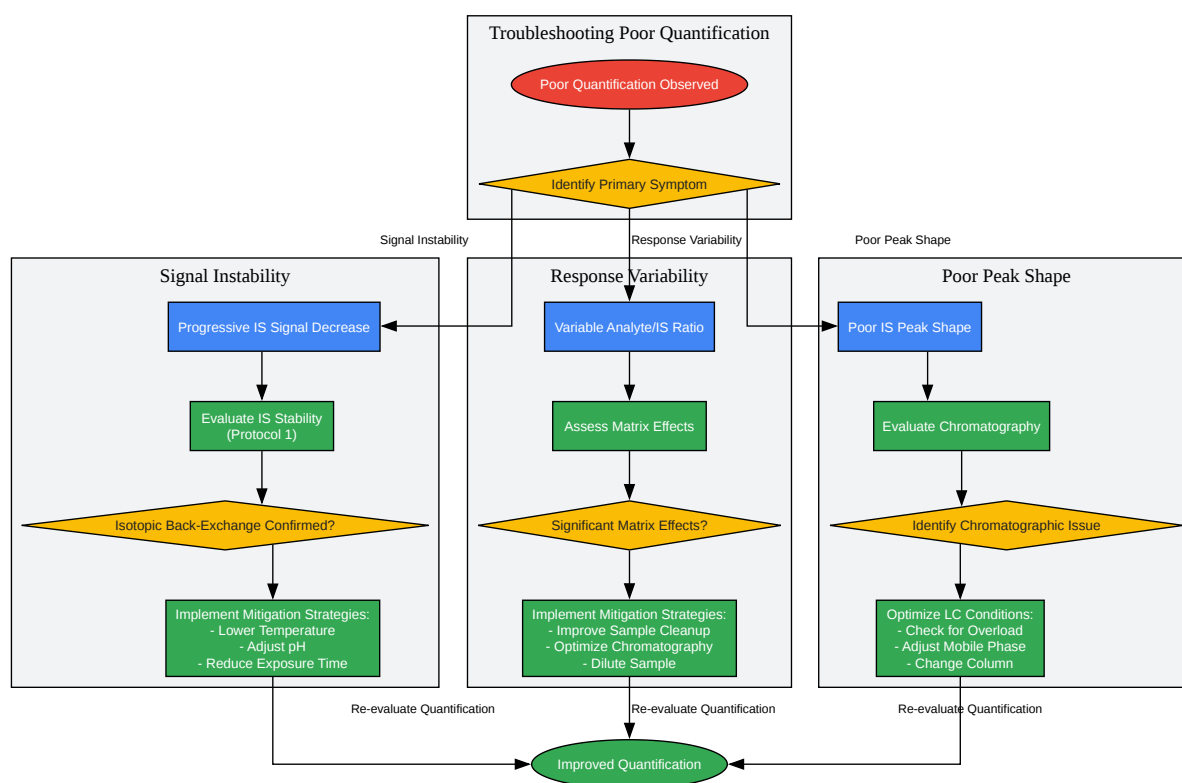 Troubleshooting Poor Quantification
Poor Quantification Observed
Identify Primary Symptom
Signal Instability
Response Variability
Poor Peak Shape
Signal Instability
Progressive IS Signal Decrease
Evaluate IS Stability
(Protocol 1)
Isotopic Back-Exchange Confirmed?
Implement Mitigation Strategies:
- Lower Temperature
- Adjust pH
- Reduce Exposure Time
Response Variability
Variable Analyte/IS Ratio
Assess Matrix Effects
Significant Matrix Effects?
Implement Mitigation Strategies:
- Improve Sample Cleanup
- Optimize Chromatography
- Dilute Sample
Poor Peak Shape
Poor IS Peak Shape
Evaluate Chromatography
Identify Chromatographic Issue
Optimize LC Conditions:
- Check for Overload
- Adjust Mobile Phase
- Change Column
Re-evaluate Quantification
Re-evaluate Quantification
Re-evaluate Quantification
Improved Quantification